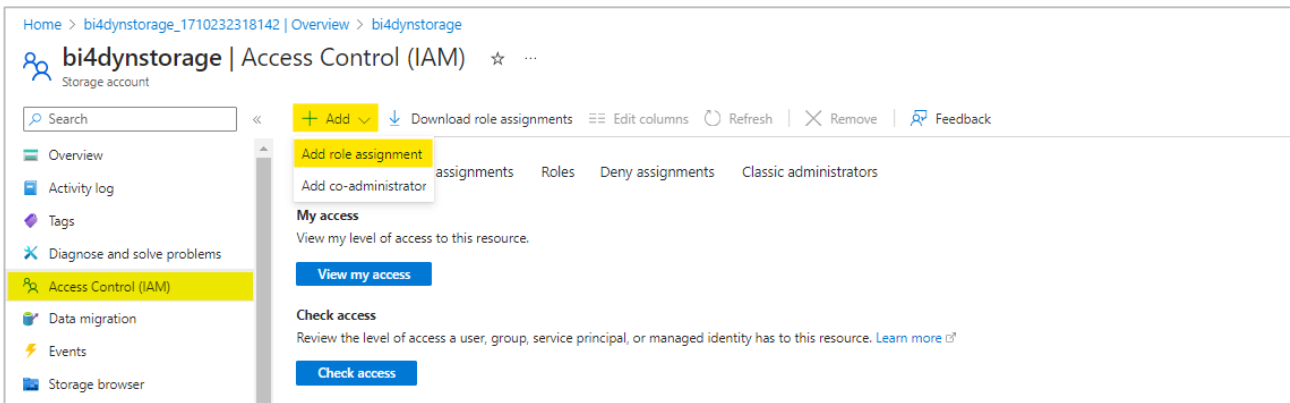 Home > bi4dynstorage_1710232318142 | Overview > bi4dynstorage
bi4dynstorage | Access Control (IAM) ☆ ···
Storage account
Search «
+ Add Download role assignments Edit columns Refresh | Remove | Feedback
Overview
Activity log
Tags
Diagnose and solve problems
Access Control (IAM)
Data migration
Events
Storage browser
Add role assignment
Add co-administrator
assignments Roles Deny assignments Classic administrators
My access
View my level of access to this resource.
View my access
Check access
Review the level of access a user, group, service principal, or managed identity has to this resource. Learn more
Check access